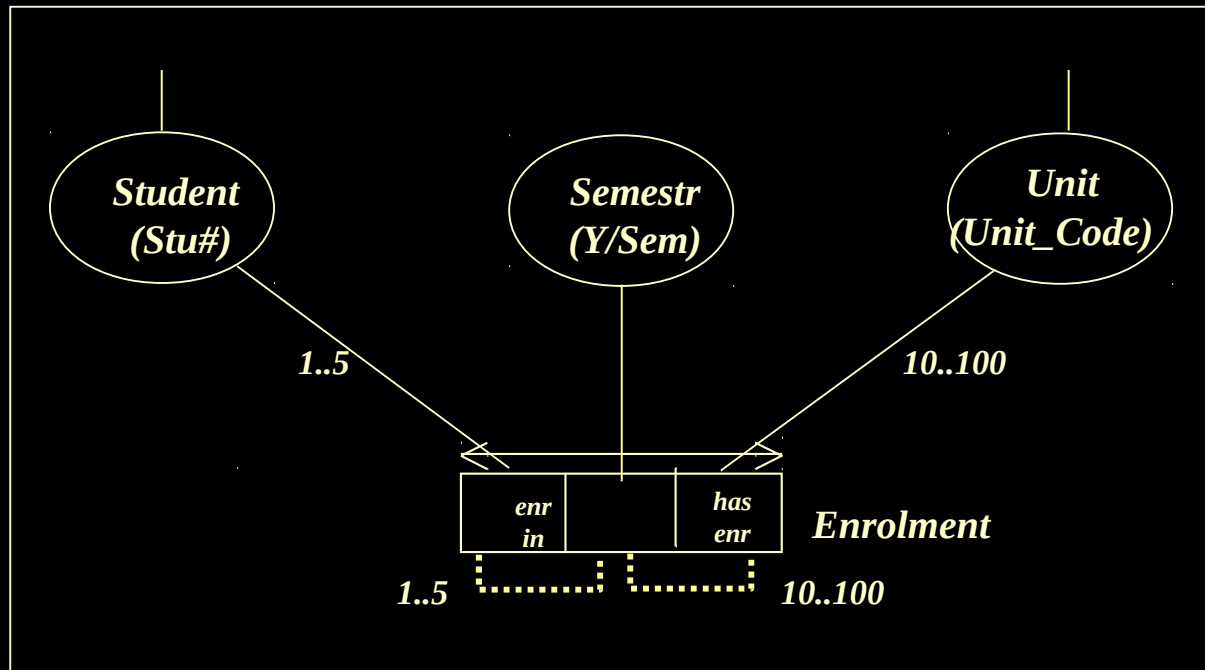 Student
(Stu#)
Semestr
(Y/Sem)
Unit
(Unit_Code)
1..5
10..100
enr
in
has
enr
Enrolment
1..5
10..100